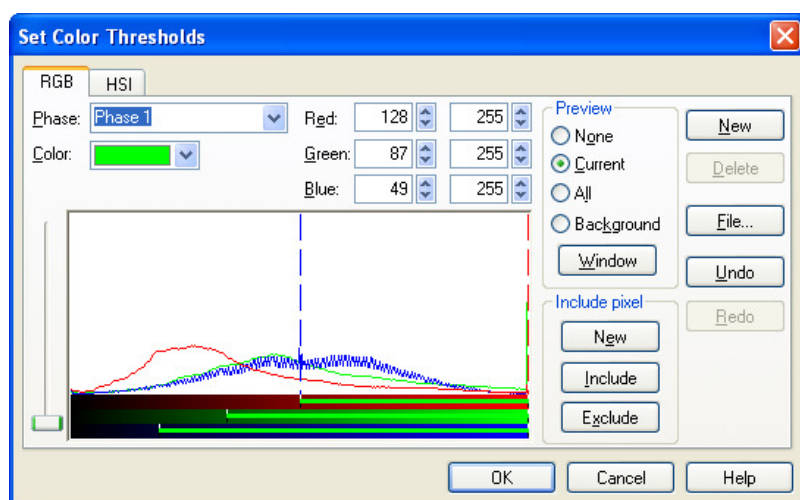 Set Color Thresholds
RGB HSI
Phase: Phase 1
Color:
Red: 128 255
Green: 87 255
Blue: 49 255
Preview
None
Current
All
Background
Window
Include pixel
New
Include
Exclude
New
Delete
File...
Undo
Redo
OK Cancel Help